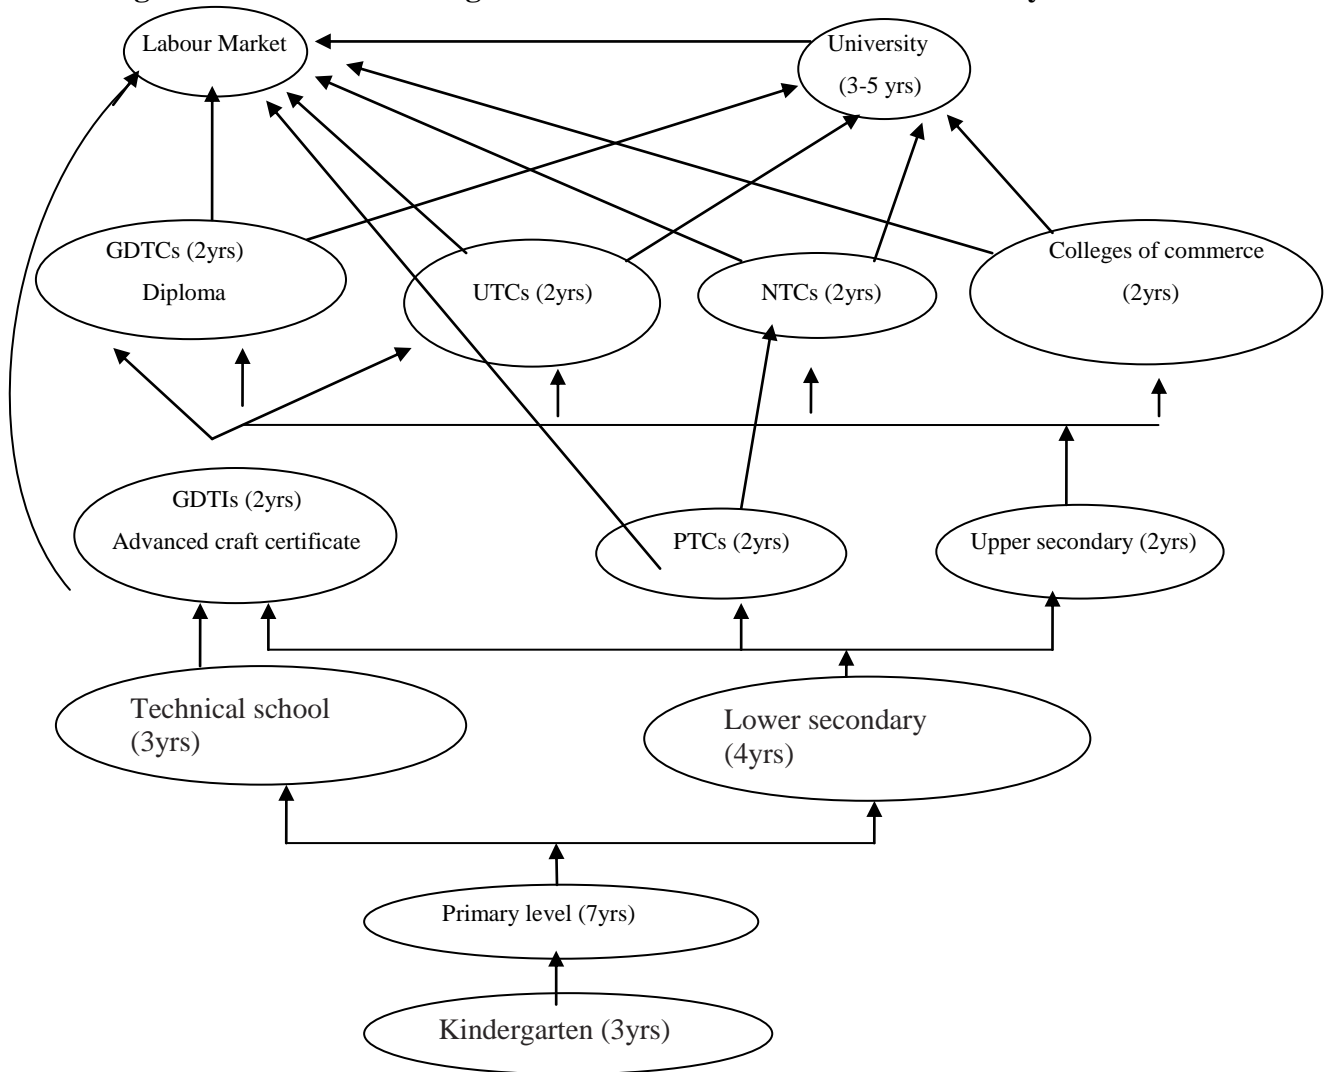 Labour Market
University
(3-5 yrs)
GDTCs (2yrs)
Diploma
UTCs (2yrs)
NTCs (2yrs)
Colleges of commerce
(2yrs)
GDTIs (2yrs)
Advanced craft certificate
PTCs (2yrs)
Upper secondary (2yrs)
Technical school
(3yrs)
Lower secondary
(4yrs)
Primary level (7yrs)
Kindergarten (3yrs)